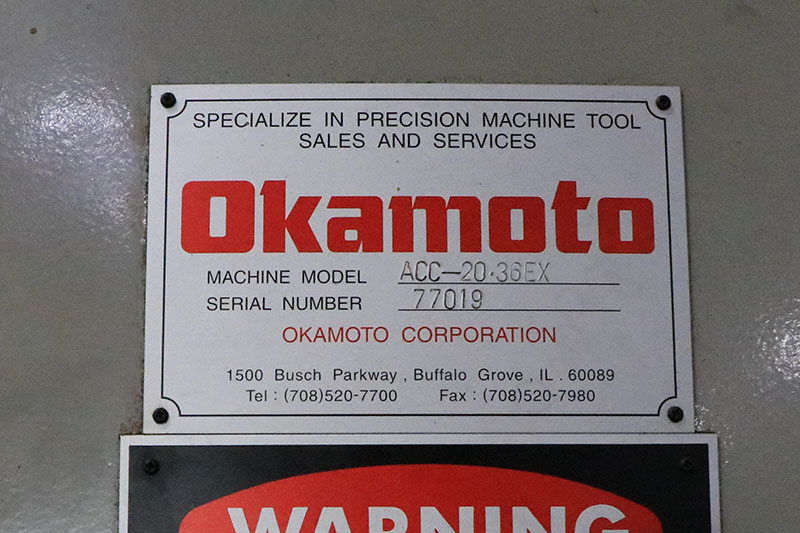 SPECIALIZE IN PRECISION MACHINE TOOL
SALES AND SERVICES
Okamoto
MACHINE MODEL ACC-20·36EX
SERIAL NUMBER 77019
OKAMOTO CORPORATION
1500 Busch Parkway , Buffalo Grove , IL . 60089
Tel : (708)520-7700 Fax : (708)520-7980
WARNING